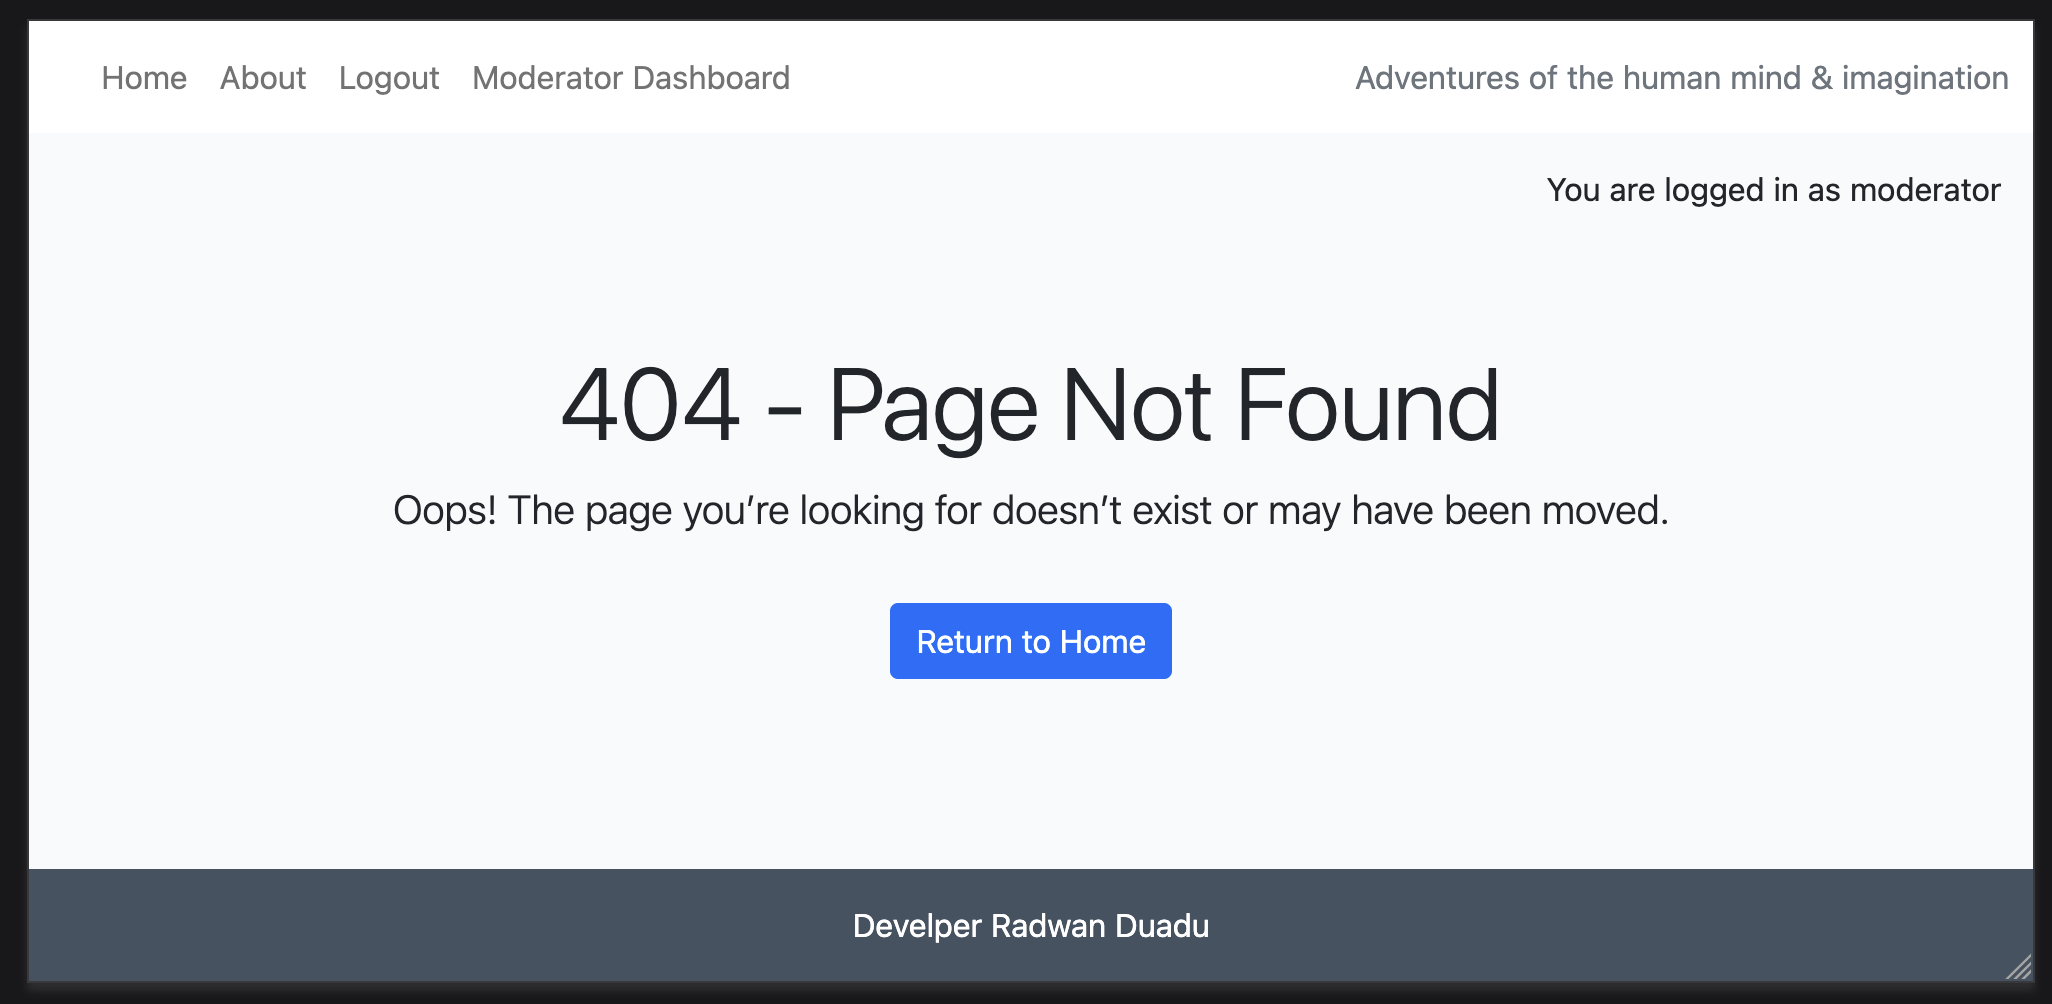 Home About Logout Moderator Dashboard Adventures of the human mind & imagination
You are logged in as moderator
404 - Page Not Found
Oops! The page you’re looking for doesn’t exist or may have been moved.
Return to Home
Develper Radwan Duadu